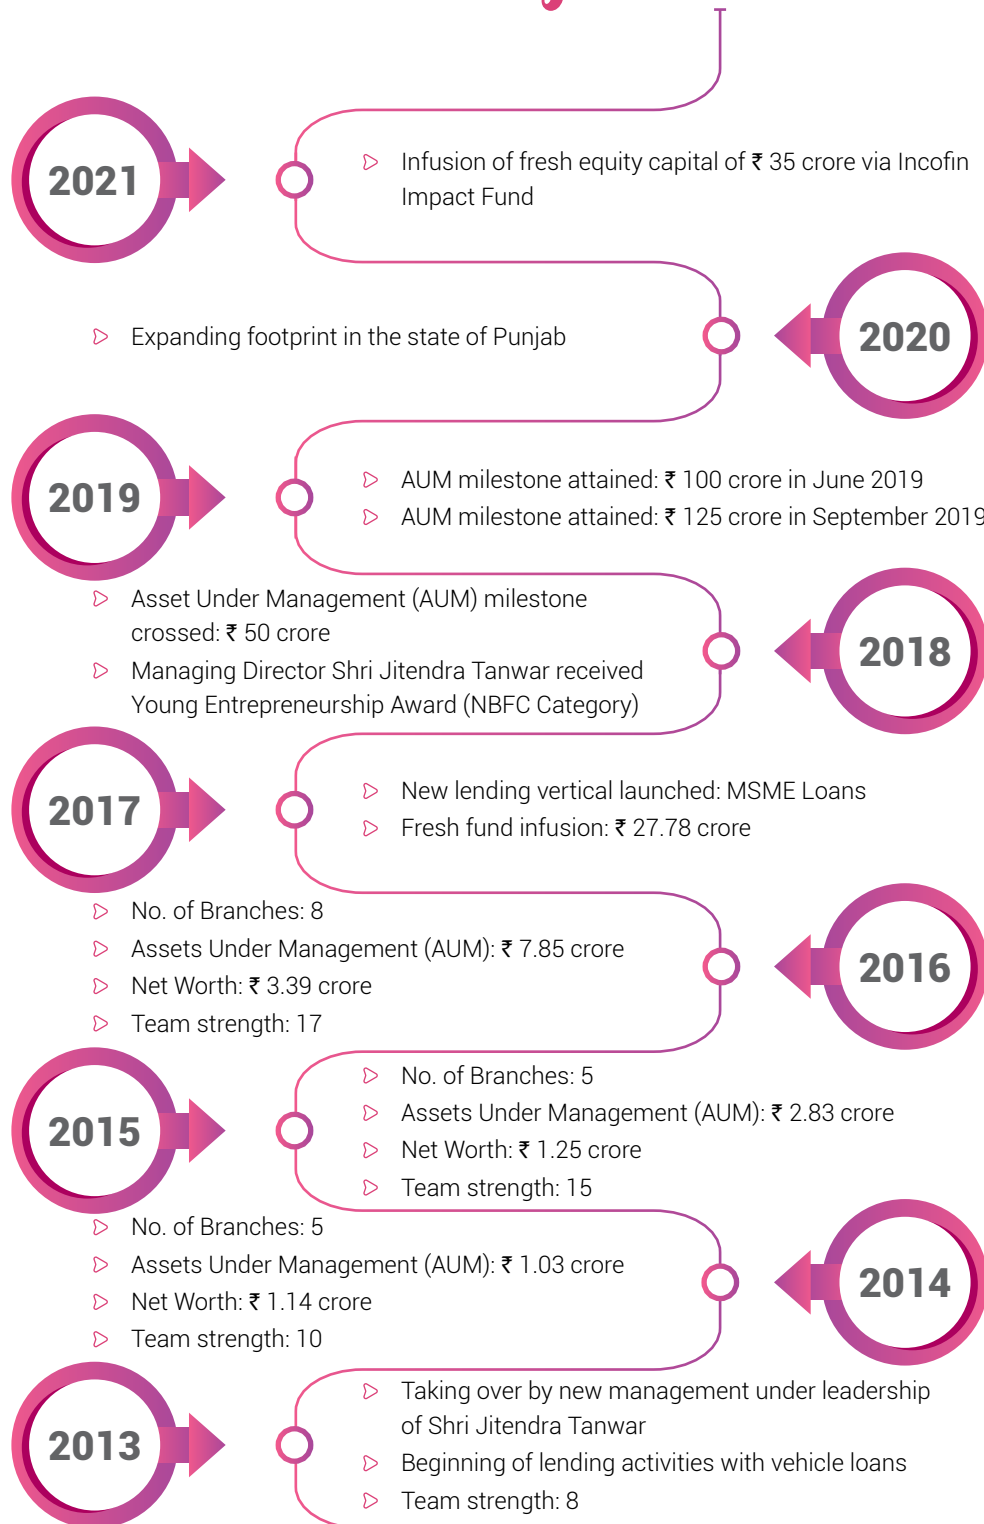 2021
Infusion of fresh equity capital of ₹ 35 crore via Incofin
Impact Fund
2020
Expanding footprint in the state of Punjab
2019
AUM milestone attained: ₹ 100 crore in June 2019
AUM milestone attained: ₹ 125 crore in September 2019
2018
Asset Under Management (AUM) milestone
crossed: ₹ 50 crore
Managing Director Shri Jitendra Tanwar received
Young Entrepreneurship Award (NBFC Category)
2017
New lending vertical launched: MSME Loans
Fresh fund infusion: ₹ 27.78 crore
2016
No. of Branches: 8
Assets Under Management (AUM): ₹ 7.85 crore
Net Worth: ₹ 3.39 crore
Team strength: 17
2015
No. of Branches: 5
Assets Under Management (AUM): ₹ 2.83 crore
Net Worth: ₹ 1.25 crore
Team strength: 15
2014
No. of Branches: 5
Assets Under Management (AUM): ₹ 1.03 crore
Net Worth: ₹ 1.14 crore
Team strength: 10
2013
Taking over by new management under leadership
of Shri Jitendra Tanwar
Beginning of lending activities with vehicle loans
Team strength: 8